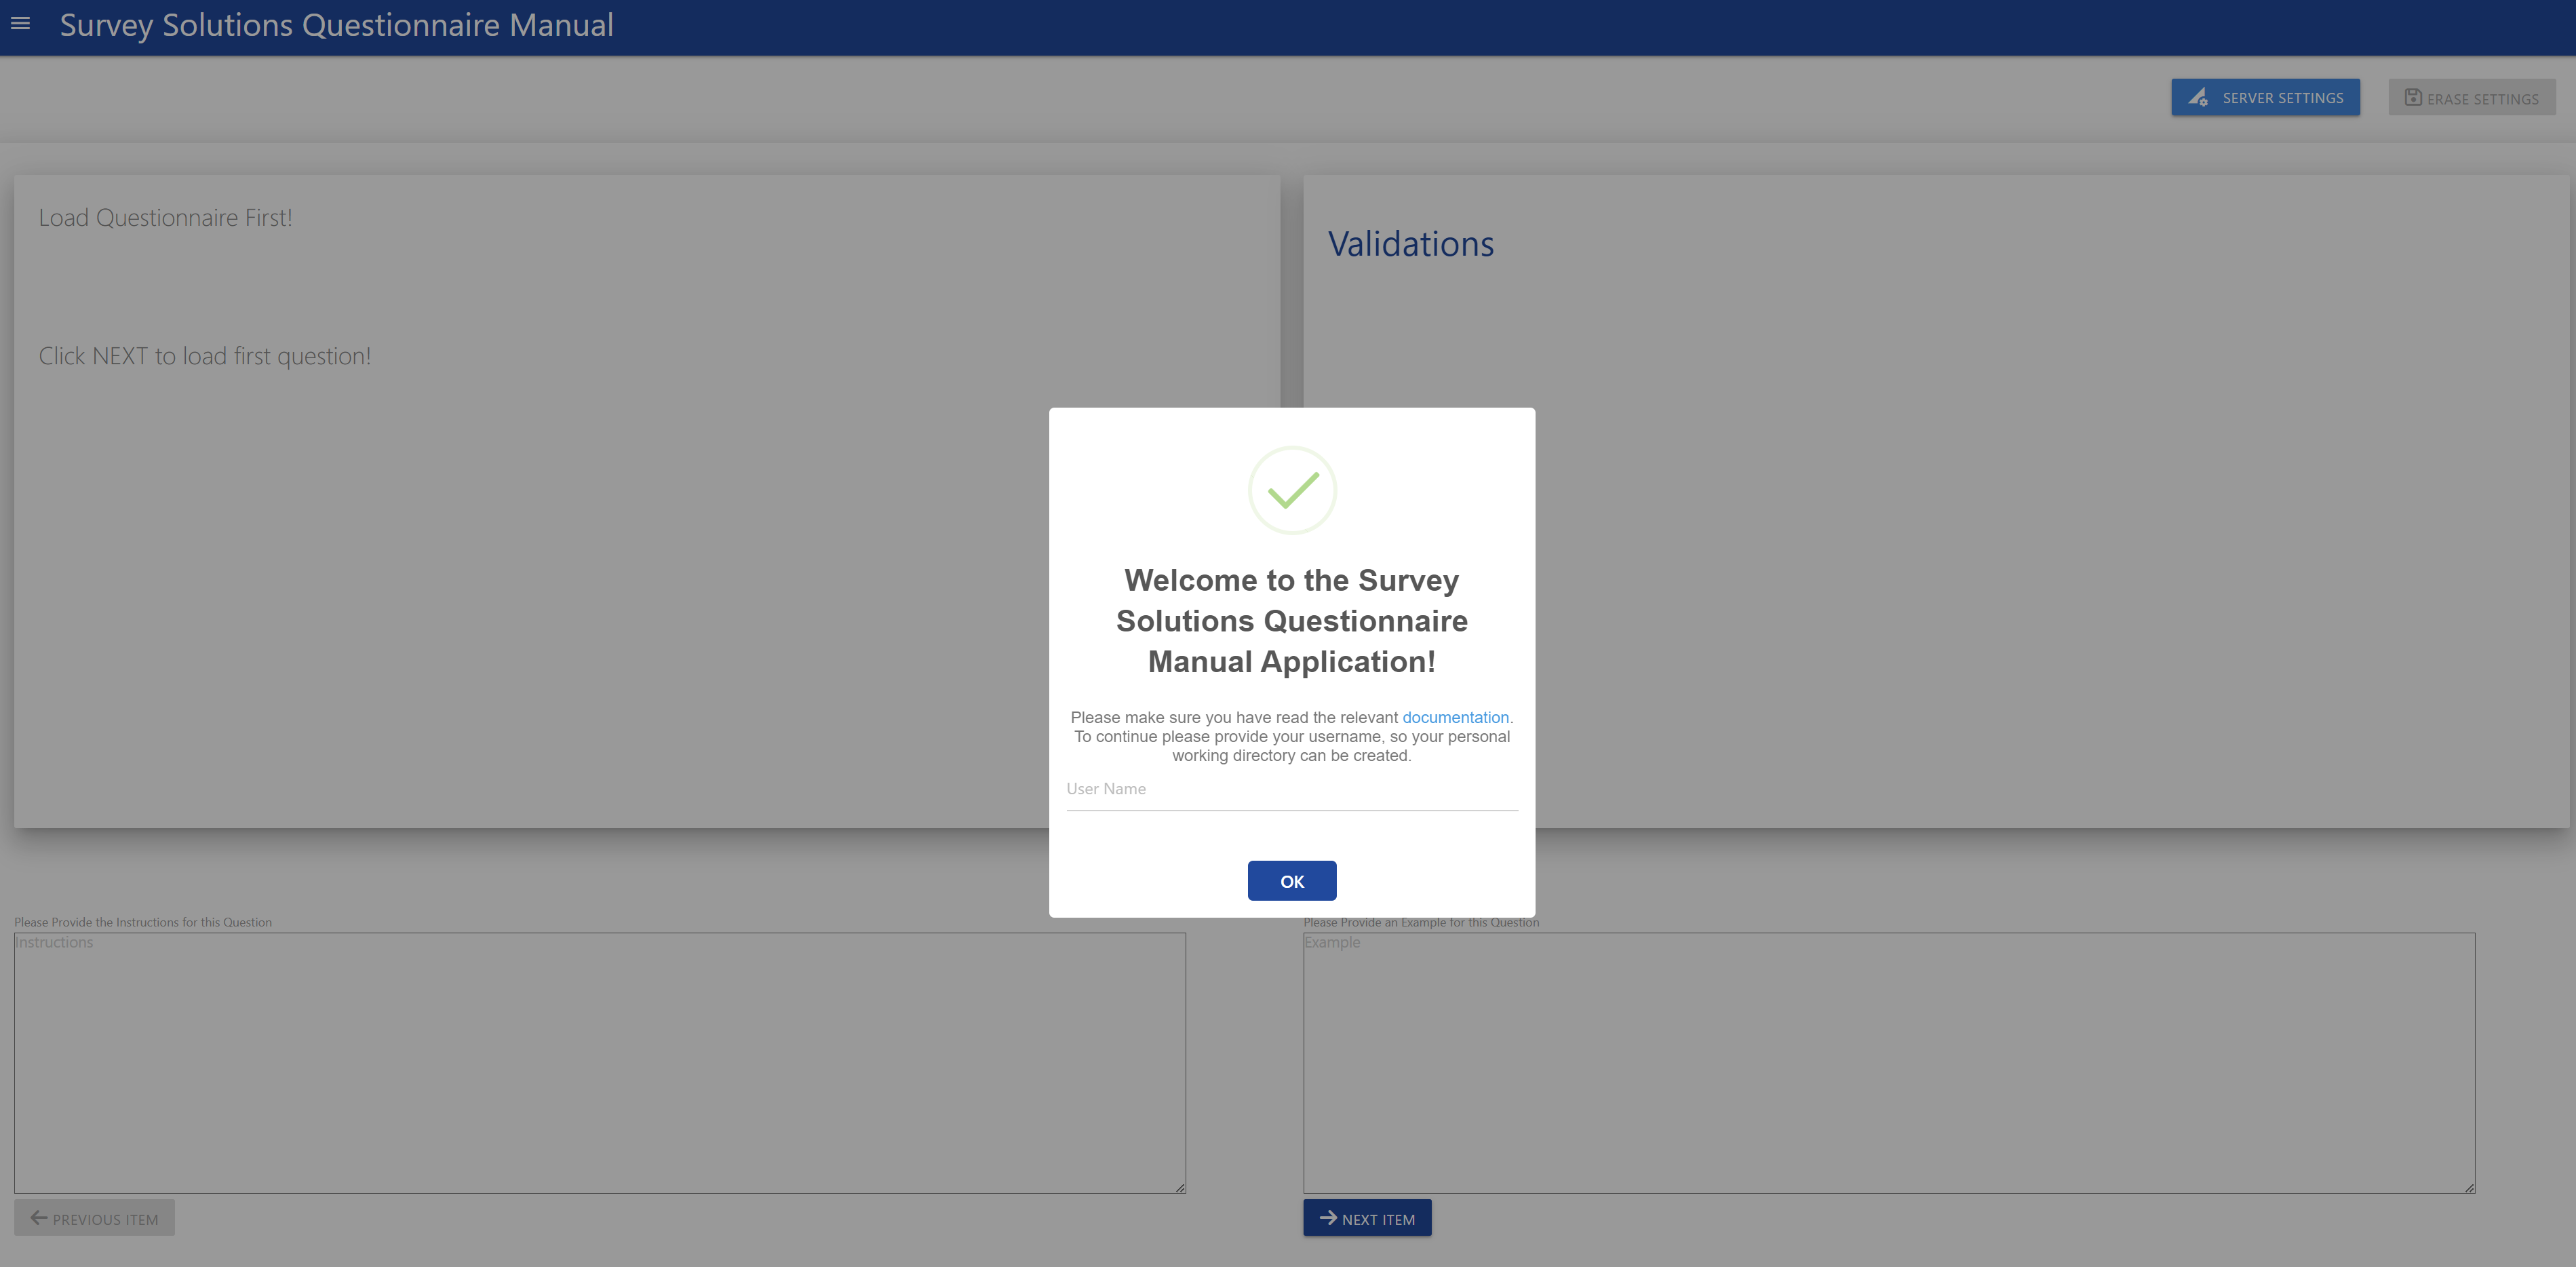 Survey Solutions Questionnaire Manual
SERVER SETTINGS
ERASE SETTINGS
Load Questionnaire First!
Click NEXT to load first question!
Validations
Welcome to the Survey
Solutions Questionnaire
Manual Application!
Please make sure you have read the relevant documentation.
To continue please provide your username, so your personal
working directory can be created.
User Name
OK
Please Provide the Instructions for this Question
Instructions
Please Provide an Example for this Question
Example
PREVIOUS ITEM
NEXT ITEM